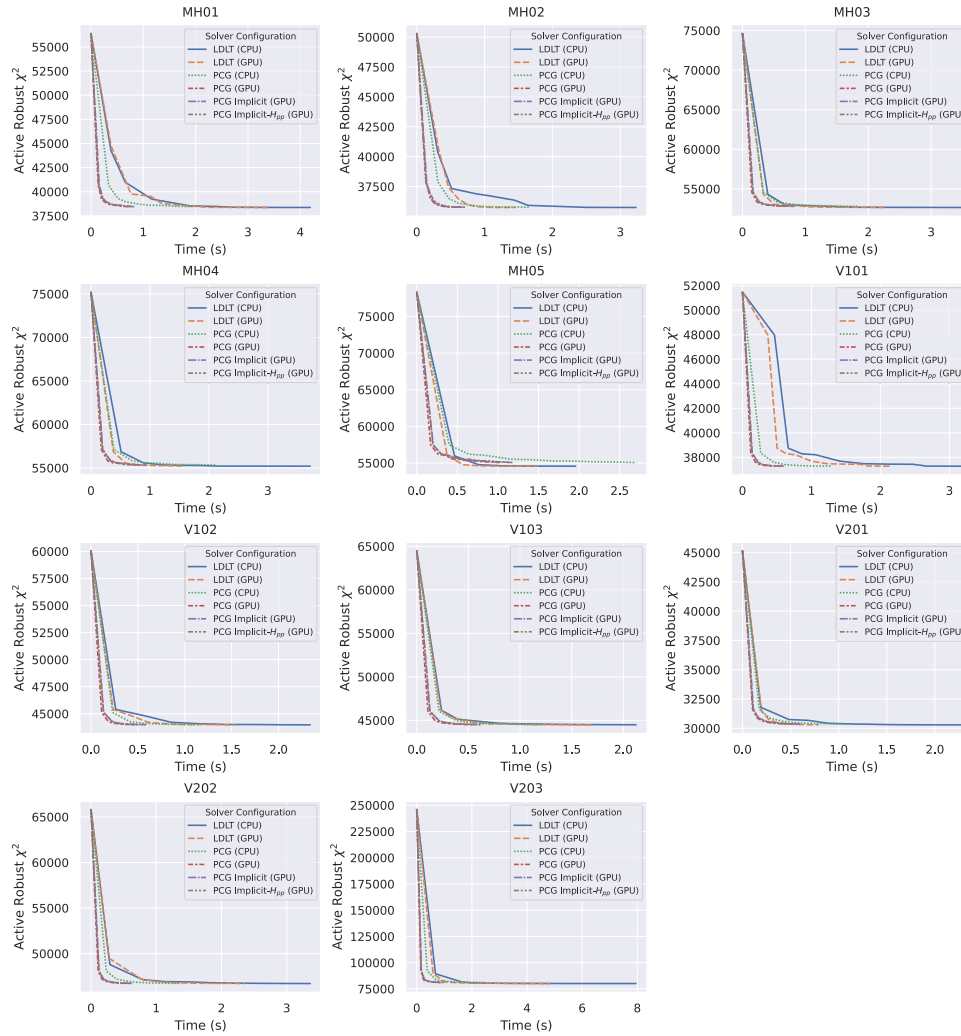 MH01
Active Robust χ²
55000
52500
50000
47500
45000
42500
40000
37500
Solver Configuration
LDLT (CPU)
LDLT (GPU)
PCG (CPU)
PCG (GPU)
PCG Implicit (GPU)
PCG Implicit-Hpp (GPU)
0 1 2 3 4
Time (s)
MH02
Active Robust χ²
50000
47500
45000
42500
40000
37500
Solver Configuration
LDLT (CPU)
LDLT (GPU)
PCG (CPU)
PCG (GPU)
PCG Implicit (GPU)
PCG Implicit-Hpp (GPU)
0 1 2 3
Time (s)
MH03
Active Robust χ²
75000
70000
65000
60000
55000
Solver Configuration
LDLT (CPU)
LDLT (GPU)
PCG (CPU)
PCG (GPU)
PCG Implicit (GPU)
PCG Implicit-Hpp (GPU)
0 1 2 3
Time (s)
MH04
Active Robust χ²
75000
70000
65000
60000
55000
Solver Configuration
LDLT (CPU)
LDLT (GPU)
PCG (CPU)
PCG (GPU)
PCG Implicit (GPU)
PCG Implicit-Hpp (GPU)
0 1 2 3
Time (s)
MH05
Active Robust χ²
75000
70000
65000
60000
55000
Solver Configuration
LDLT (CPU)
LDLT (GPU)
PCG (CPU)
PCG (GPU)
PCG Implicit (GPU)
PCG Implicit-Hpp (GPU)
0.0 0.5 1.0 1.5 2.0 2.5
Time (s)
V101
Active Robust χ²
52000
50000
48000
46000
44000
42000
40000
38000
Solver Configuration
LDLT (CPU)
LDLT (GPU)
PCG (CPU)
PCG (GPU)
PCG Implicit (GPU)
PCG Implicit-Hpp (GPU)
0 1 2 3
Time (s)
V102
Active Robust χ²
60000
57500
55000
52500
50000
47500
45000
Solver Configuration
LDLT (CPU)
LDLT (GPU)
PCG (CPU)
PCG (GPU)
PCG Implicit (GPU)
PCG Implicit-Hpp (GPU)
0.0 0.5 1.0 1.5 2.0
Time (s)
V103
Active Robust χ²
65000
60000
55000
50000
45000
Solver Configuration
LDLT (CPU)
LDLT (GPU)
PCG (CPU)
PCG (GPU)
PCG Implicit (GPU)
PCG Implicit-Hpp (GPU)
0.0 0.5 1.0 1.5 2.0
Time (s)
V201
Active Robust χ²
45000
42500
40000
37500
35000
32500
30000
Solver Configuration
LDLT (CPU)
LDLT (GPU)
PCG (CPU)
PCG (GPU)
PCG Implicit (GPU)
PCG Implicit-Hpp (GPU)
0.0 0.5 1.0 1.5 2.0
Time (s)
V202
Active Robust χ²
65000
60000
55000
50000
Solver Configuration
LDLT (CPU)
LDLT (GPU)
PCG (CPU)
PCG (GPU)
PCG Implicit (GPU)
PCG Implicit-Hpp (GPU)
0 1 2 3
Time (s)
V203
Active Robust χ²
250000
225000
200000
175000
150000
125000
100000
75000
Solver Configuration
LDLT (CPU)
LDLT (GPU)
PCG (CPU)
PCG (GPU)
PCG Implicit (GPU)
PCG Implicit-Hpp (GPU)
0 2 4 6 8
Time (s)